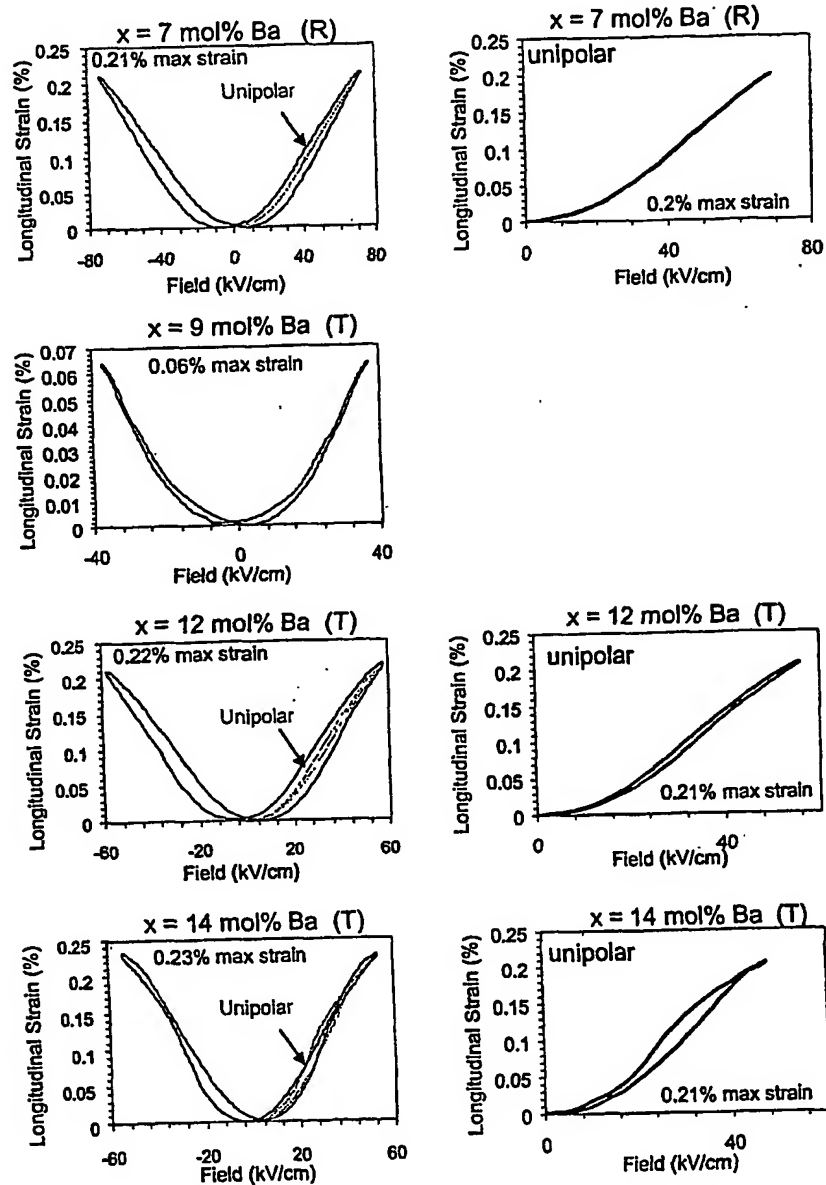 x = 7 mol% Ba (R)
0.21% max strain
Unipolar
Longitudinal Strain (%)
0.25
0.2
0.15
0.1
0.05
0
-80
-40
0
40
80
Field (kV/cm)
x = 7 mol% Ba (R)
unipolar
0.2% max strain
Longitudinal Strain (%)
0.25
0.2
0.15
0.1
0.05
0
0
20
40
60
80
Field (kV/cm)
x = 9 mol% Ba (T)
0.06% max strain
Longitudinal Strain (%)
0.07
0.06
0.05
0.04
0.03
0.02
0.01
0
-40
0
40
Field (kV/cm)
x = 12 mol% Ba (T)
0.22% max strain
Unipolar
Longitudinal Strain (%)
0.25
0.2
0.15
0.1
0.05
0
-60
-20
20
60
Field (kV/cm)
x = 12 mol% Ba (T)
unipolar
0.21% max strain
Longitudinal Strain (%)
0.25
0.2
0.15
0.1
0.05
0
0
40
Field (kV/cm)
x = 14 mol% Ba (T)
0.23% max strain
Unipolar
Longitudinal Strain (%)
0.25
0.2
0.15
0.1
0.05
0
-60
-20
20
60
Field (kV/cm)
x = 14 mol% Ba (T)
unipolar
0.21% max strain
Longitudinal Strain (%)
0.25
0.2
0.15
0.1
0.05
0
0
40
Field (kV/cm)